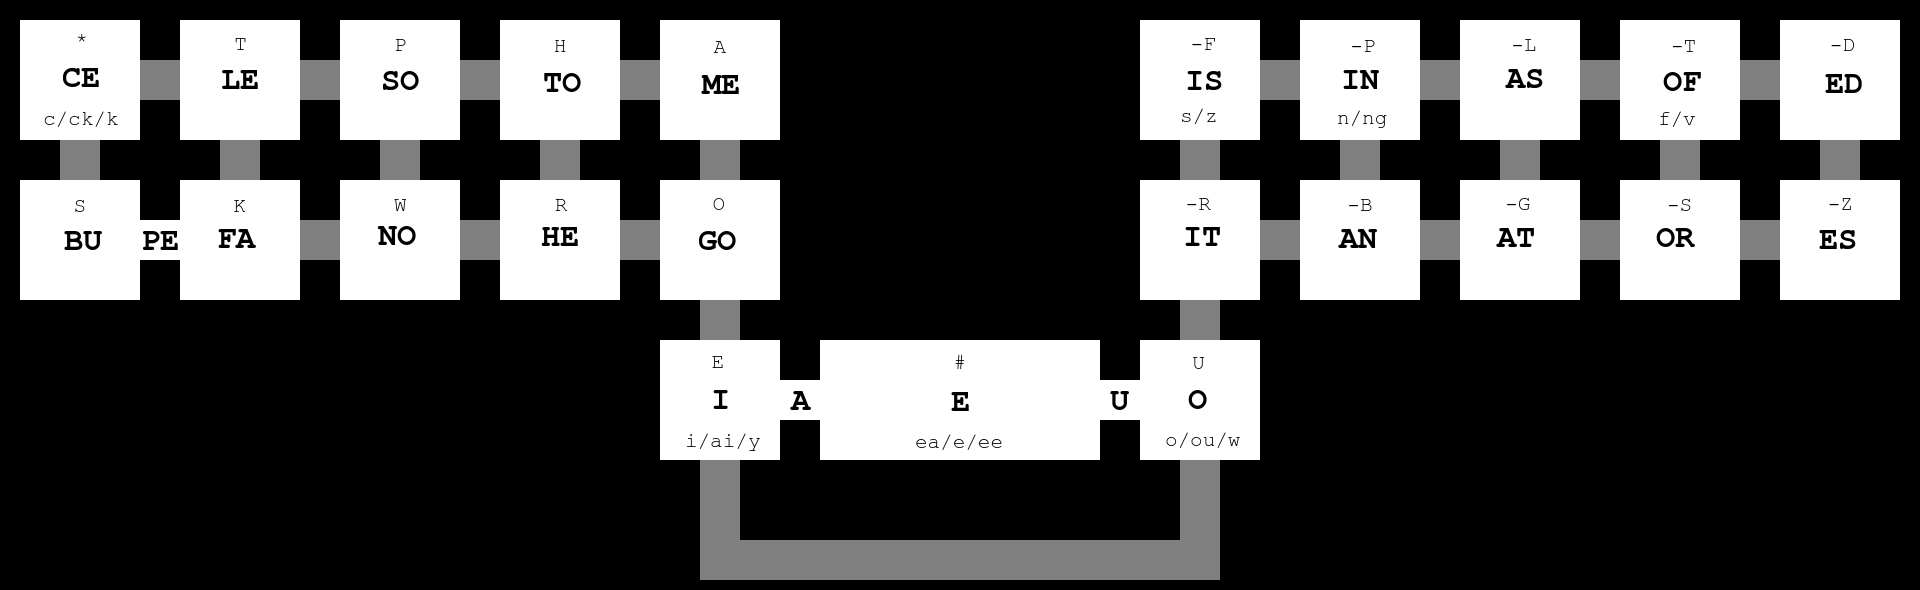 * T P H A -F -P -L -T -D
CE LE SO TO ME IS IN AS OF ED
c/ck/k s/z n/ng f/v
S K W R O -R -B -G -S -Z
BU PE FA NO HE GO IT AN AT OR ES
E # U
I A E U O
i/ai/y ea/e/ee o/ou/w